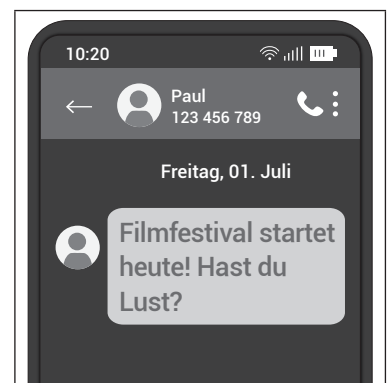 10:20
Paul
123 456 789
Freitag, 01. Juli
Filmfestival startet
heute! Hast du
Lust?